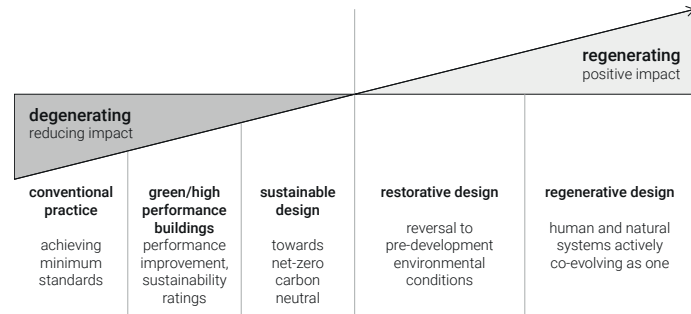 regenerating
positive impact
degenerating
reducing impact
conventional
practice
achieving
minimum
standards
green/high
performance
buildings
performance
improvement,
sustainability
ratings
sustainable
design
towards
net-zero
carbon
neutral
restorative design
reversal to
pre-development
environmental
conditions
regenerative design
human and natural
systems actively
co-evolving as one